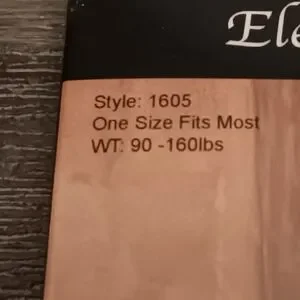 Ele
Style: 1605
One Size Fits Most
WT: 90 -160lbs